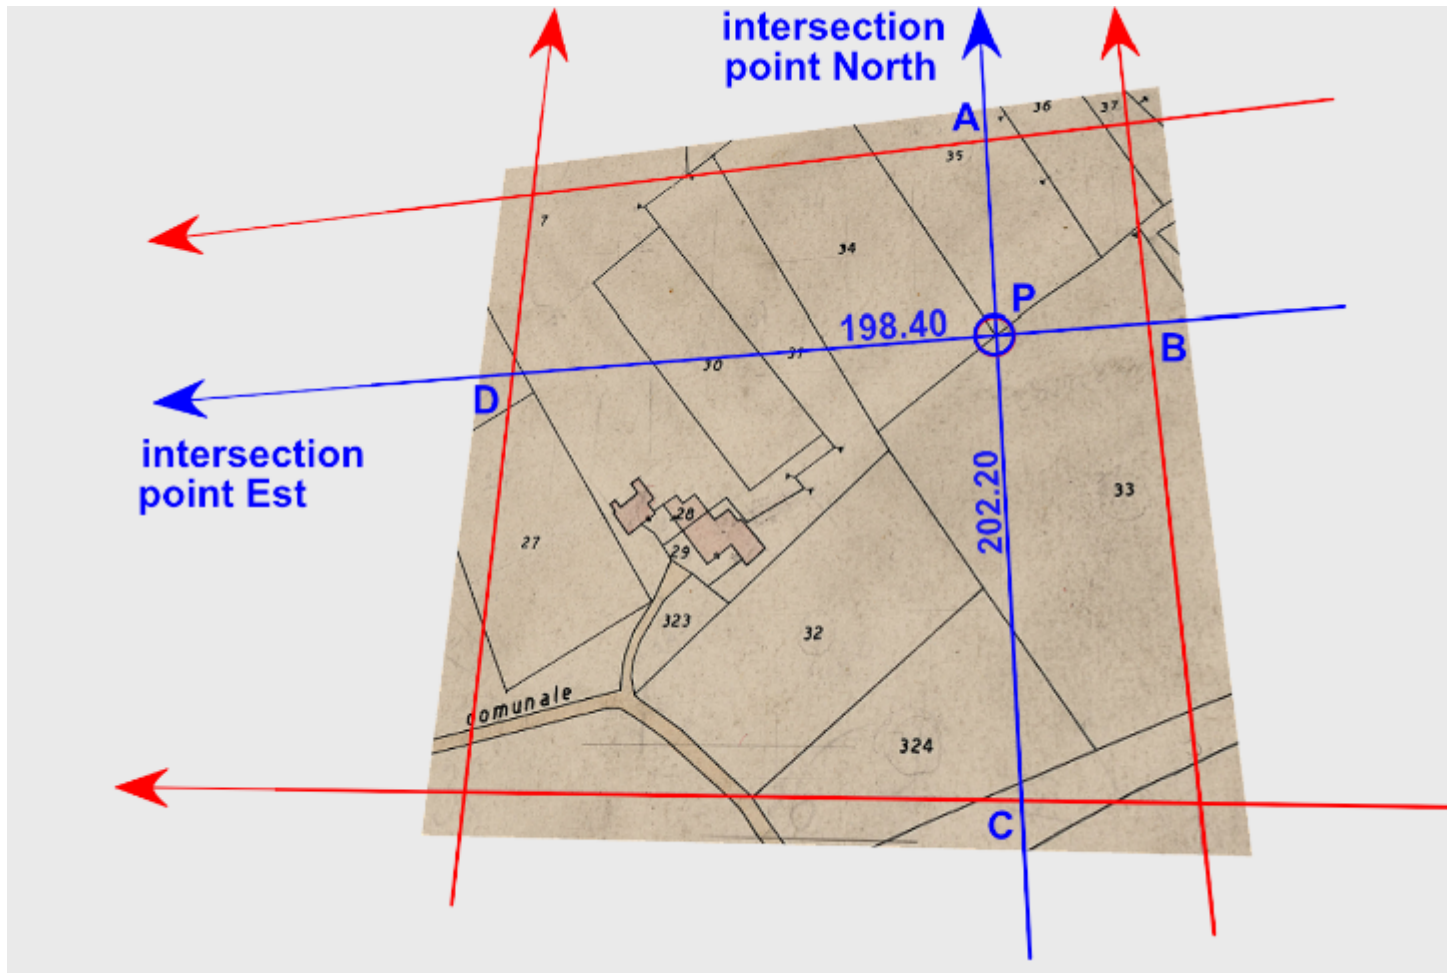 intersection
point North
A
36
37
35
7
34
P
198.40
B
31
30
D
intersection
point Est
202.20
33
28
27
29
323
32
comunale
324
C